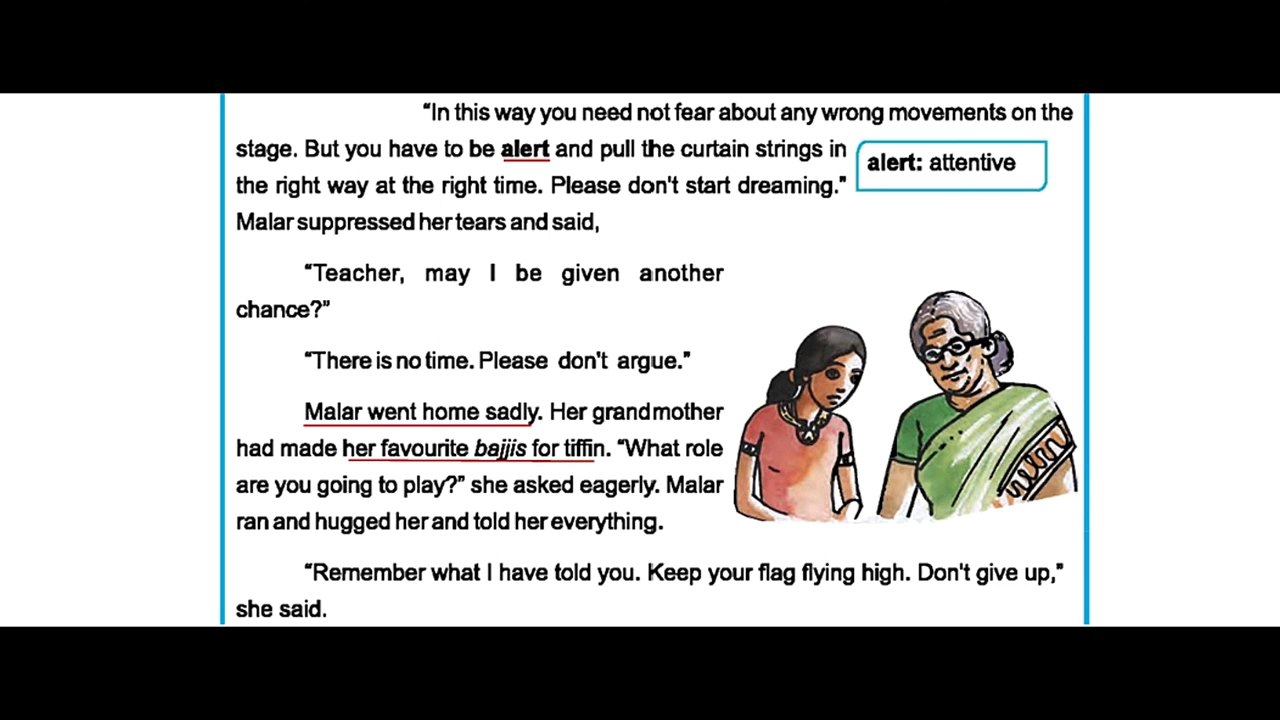 “In this way you need not fear about any wrong movements on the
stage. But you have to be alert and pull the curtain strings in
alert: attentive
the right way at the right time. Please don't start dreaming.”
Malar suppressed her tears and said,
“Teacher, may I be given another
chance?”
“There is no time. Please don't argue.”
Malar went home sadly. Her grandmother
had made her favourite bajjis for tiffin. “What role
are you going to play?” she asked eagerly. Malar
ran and hugged her and told her everything.
“Remember what I have told you. Keep your flag flying high. Don't give up,”
she said.